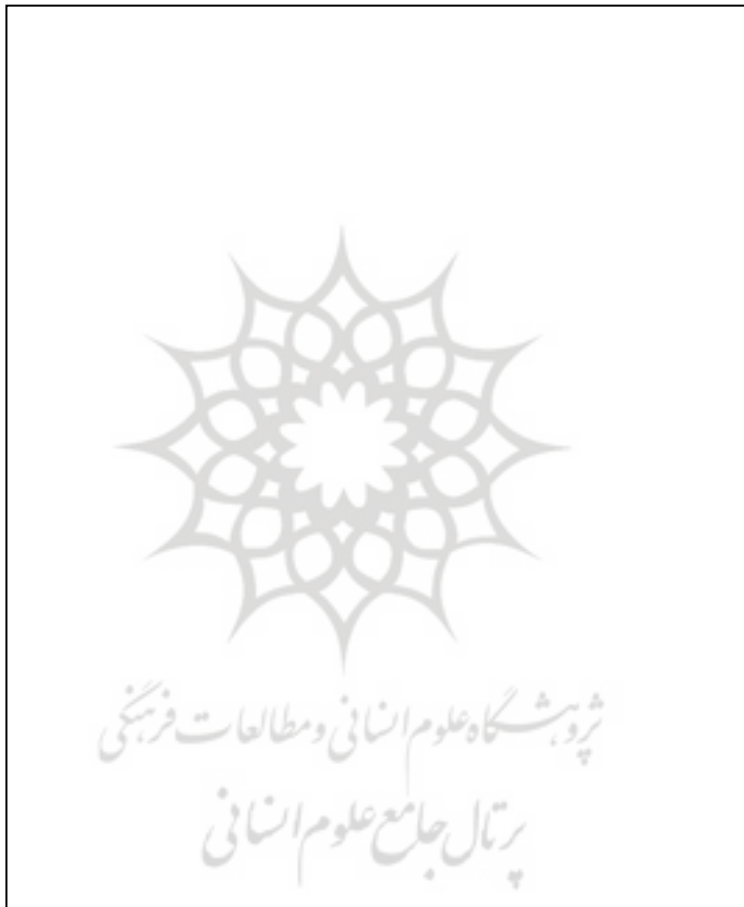 پژوهشگاه علوم انسانی و مطالعات فرهنگی
پرتال جامع علوم انسانی